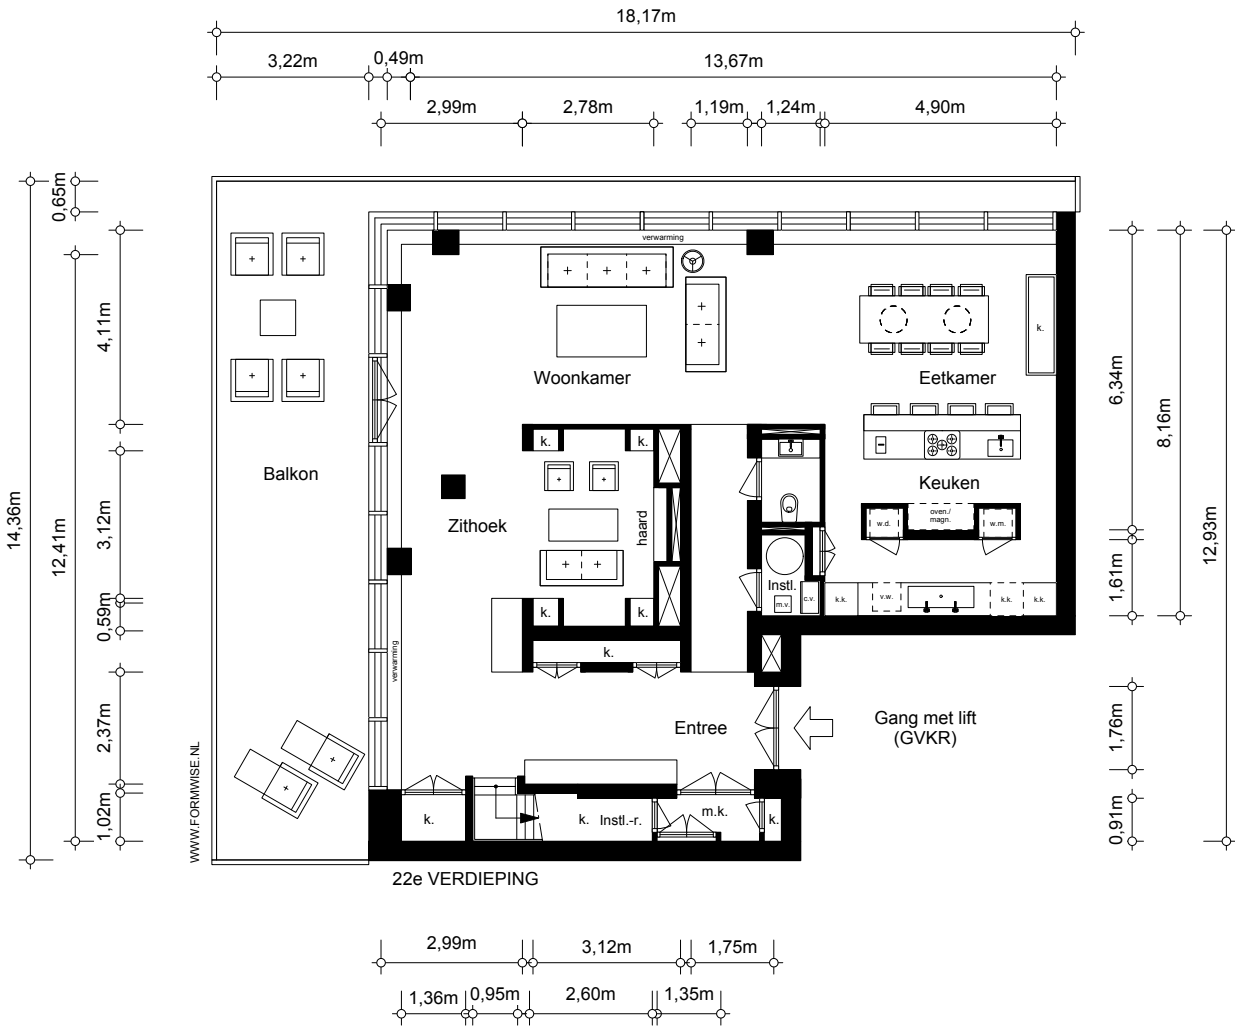 18,17m
3,22m
0,49m
13,67m
2,99m
2,78m
1,19m
1,24m
4,90m
14,36m
0,65m
12,41m
4,11m
3,12m
0,59m
2,37m
1,02m
verwarming
k.
Woonkamer
Eetkamer
Balkon
k.
k.
Zithoek
haard
Keuken
w.d.
oven./
magn.
w.m.
Instl.
m.v.
c.v.
k.k.
v.w.
k.k.
k.k.
k.
k.
k.
verwarming
Entree
Gang met lift
(GVKR)
WWW.FORMWISE.NL
k.
k.
Instl.-r.
m.k.
k.
22e VERDIEPING
6,34m
8,16m
12,93m
1,61m
1,76m
0,91m
2,99m
3,12m
1,75m
1,36m
0,95m
2,60m
1,35m